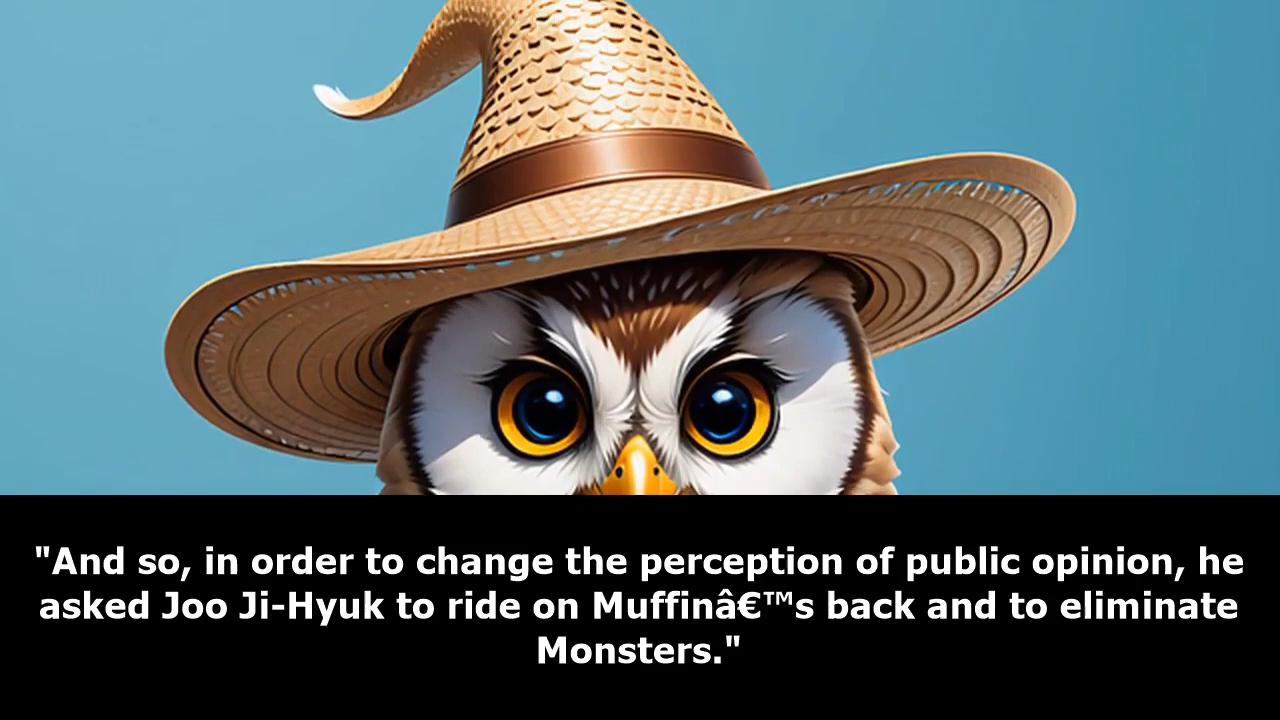 "And so, in order to change the perception of public opinion, he
asked Joo Ji-Hyuk to ride on Muffinâ€™s back and to eliminate
Monsters."